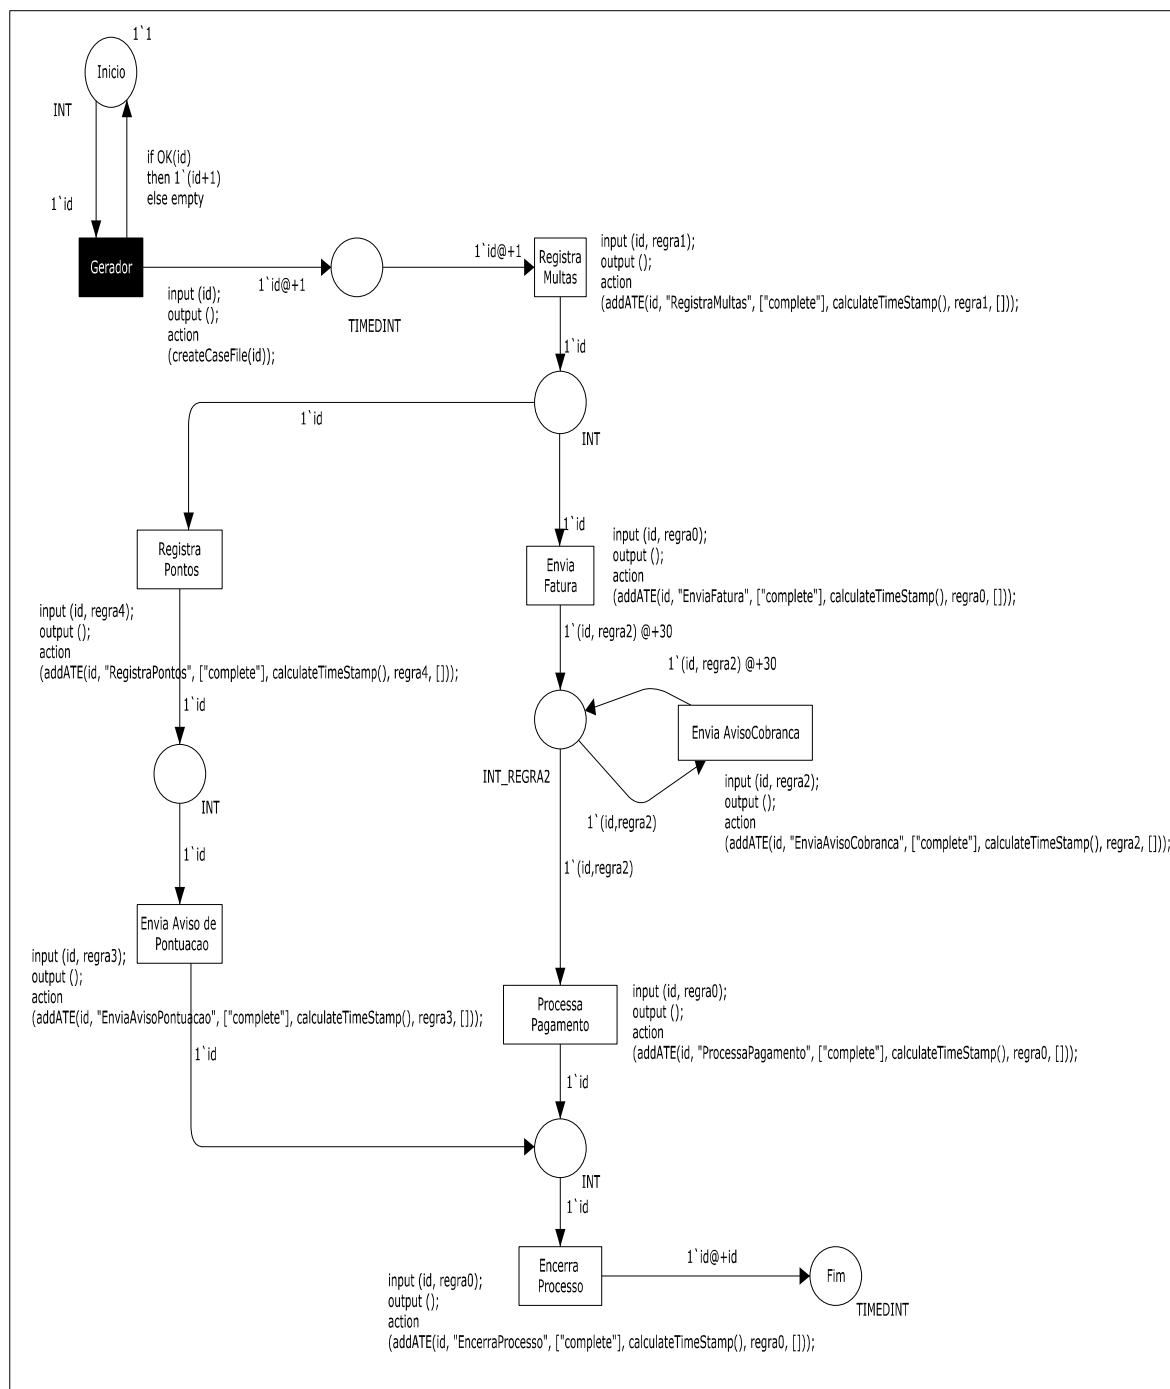 1`1
Inicio
INT
if OK(id)
then 1`(id+1)
else empty
1`id
Gerador
1`id@+1
input (id);
output ();
action
(createCaseFile(id));
TIMEDINT
1`id@+1
Registra
Multas
input (id, regra1);
output ();
action
(addATE(id, "RegistraMultas", ["complete"], calculateTimeStamp(), regra1, []));
1`id
INT
1`id
1`id
Registra
Pontos
input (id, regra4);
output ();
action
(addATE(id, "RegistraPontos", ["complete"], calculateTimeStamp(), regra4, []));
1`id
Envia
Fatura
input (id, regra0);
output ();
action
(addATE(id, "EnviaFatura", ["complete"], calculateTimeStamp(), regra0, []));
1`(id, regra2) @+30
1`(id, regra2) @+30
Envia AvisoCobranca
INT_REGRA2
input (id, regra2);
output ();
action
(addATE(id, "EnviaAvisoCobranca", ["complete"], calculateTimeStamp(), regra2, []));
1`(id,regra2)
1`(id,regra2)
INT
1`id
Envia Aviso de
Pontuacao
input (id, regra3);
output ();
action
(addATE(id, "EnviaAvisoPontuacao", ["complete"], calculateTimeStamp(), regra3, []));
1`id
Processa
Pagamento
input (id, regra0);
output ();
action
(addATE(id, "ProcessaPagamento", ["complete"], calculateTimeStamp(), regra0, []));
1`id
INT
1`id
Encerra
Processo
input (id, regra0);
output ();
action
(addATE(id, "EncerraProcesso", ["complete"], calculateTimeStamp(), regra0, []));
1`id@+id
Fim
TIMEDINT